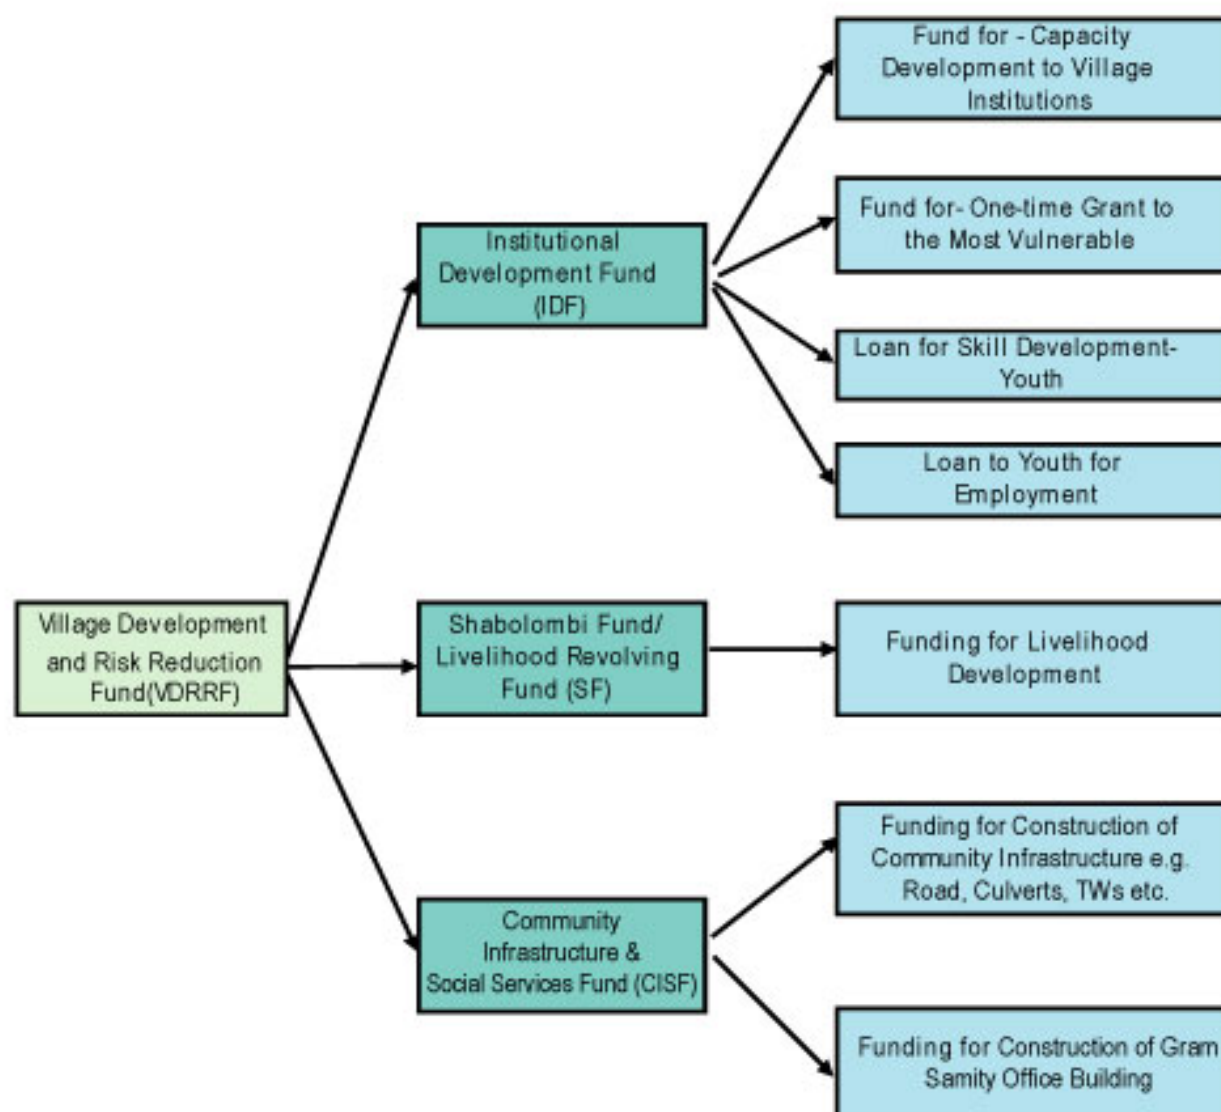 Fund for - Capacity
Development to Village
Institutions
Fund for- One-time Grant to
the Most Vulnerable
Institutional
Development Fund
(IDF)
Loan for Skill Development-
Youth
Loan to Youth for
Employment
Village Development
and Risk Reduction
Fund(VDRRF)
Shabolombi Fund/
Livelihood Revolving
Fund (SF)
Funding for Livelihood
Development
Funding for Construction of
Community Infrastructure e.g.
Road, Culverts, TWs etc.
Community
Infrastructure &
Social Services Fund (CISF)
Funding for Construction of Gram
Samity Office Building